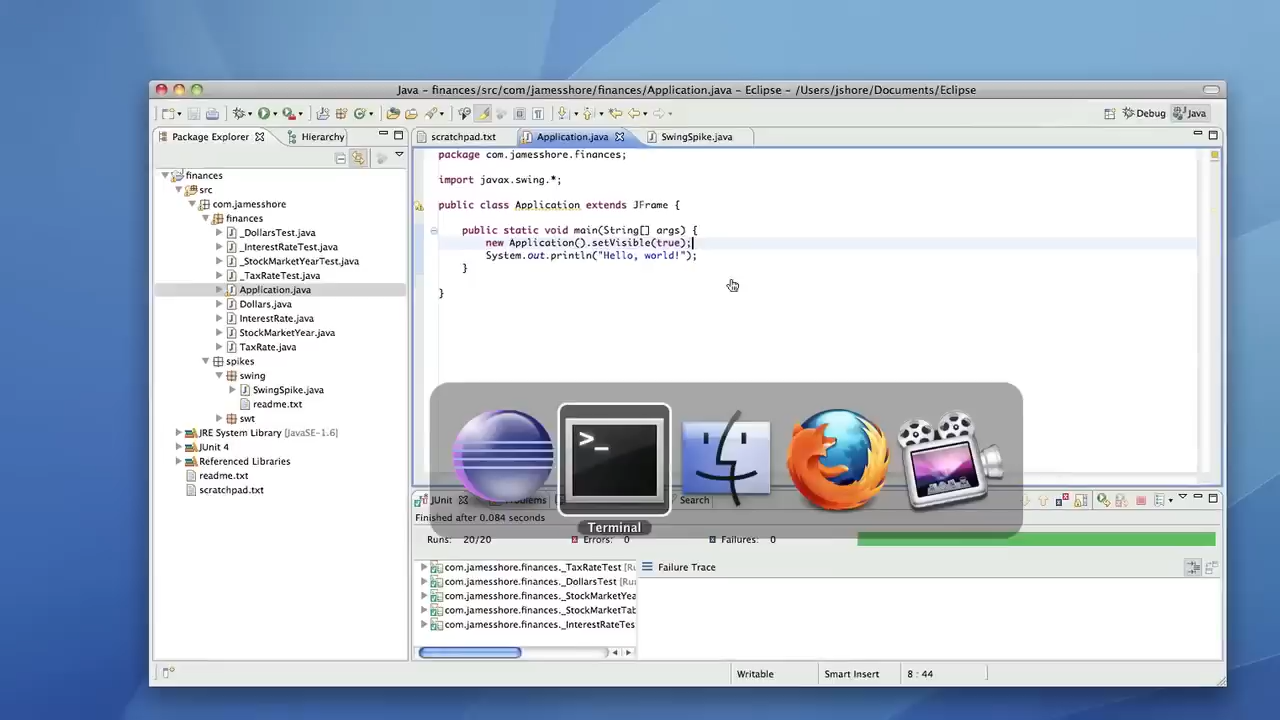 Java - finances/src/com/jamesshore/finances/Application.java - Eclipse - /Users/jshore/Documents/Eclipse
Debug
Java
Package Explorer
Hierarchy
finances
src
com.jamesshore
finances
_DollarsTest.java
_InterestRateTest.java
_StockMarketYearTest.java
_TaxRateTest.java
Application.java
Dollars.java
InterestRate.java
StockMarketYear.java
TaxRate.java
spikes
swing
SwingSpike.java
readme.txt
swt
JRE System Library [JavaSE-1.6]
JUnit 4
Referenced Libraries
readme.txt
scratchpad.txt
scratchpad.txt
Application.java
SwingSpike.java
package com.jamesshore.finances;
import javax.swing.*;
public class Application extends JFrame {
public static void main(String[] args) {
new Application().setVisible(true);
System.out.println("Hello, world!");
}
}
>_
Terminal
JUnit
Problems
Search
Finished after 0.084 seconds
Runs: 20/20
Errors: 0
Failures: 0
com.jamesshore.finances._TaxRateTest [Ru
com.jamesshore.finances._DollarsTest [Ru
com.jamesshore.finances._StockMarketYea
com.jamesshore.finances._StockMarketTab
com.jamesshore.finances._InterestRateTes
Failure Trace
Writable
Smart Insert
8 : 44